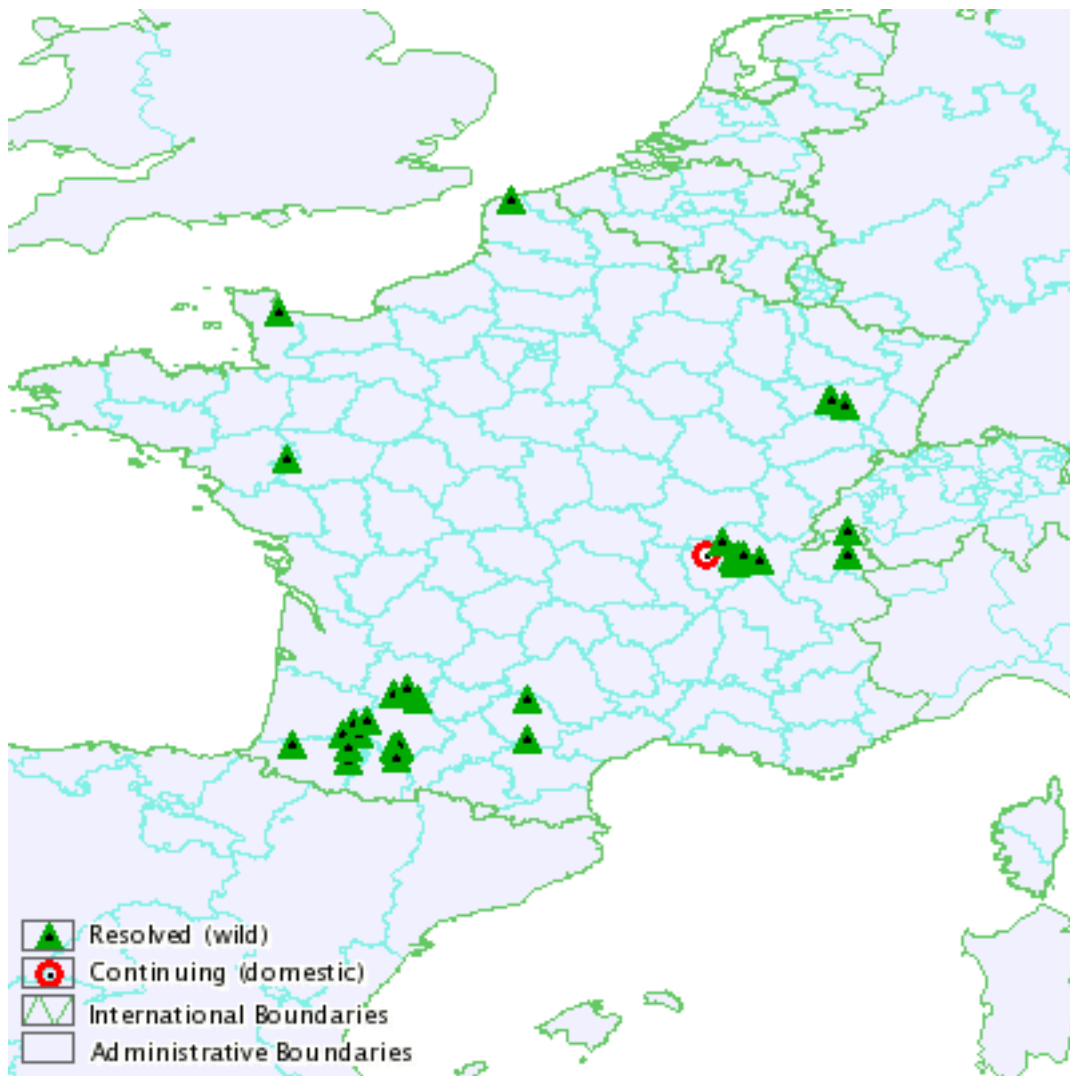 Resolved (wild)
Continuing (domestic)
International Boundaries
Administrative Boundaries